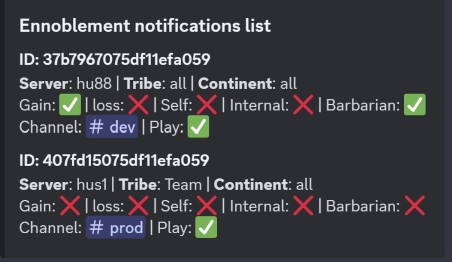 Ennoblement notifications list
ID: 37b7967075df11efa059
Server: hu88 | Tribe: all | Continent: all
Gain: ✅ | loss: ❌ | Self: ❌ | Internal: ❌ | Barbarian: ✅
Channel: # dev | Play: ✅
ID: 407fd15075df11efa059
Server: hus1 | Tribe: Team | Continent: all
Gain: ❌ | loss: ❌ | Self: ❌ | Internal: ❌ | Barbarian: ❌
Channel: # prod | Play: ✅